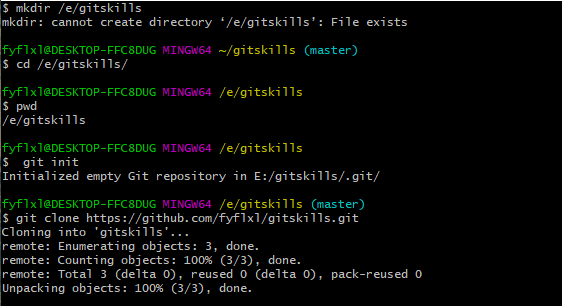 $ mkdir /e/gitskills
mkdir: cannot create directory ‘/e/gitskills’: File exists
fyflxl@DESKTOP-FFC8DUG MINGW64 ~/gitskills (master)
$ cd /e/gitskills/
fyflxl@DESKTOP-FFC8DUG MINGW64 /e/gitskills
$ pwd
/e/gitskills
fyflxl@DESKTOP-FFC8DUG MINGW64 /e/gitskills
$  git init
Initialized empty Git repository in E:/gitskills/.git/
fyflxl@DESKTOP-FFC8DUG MINGW64 /e/gitskills (master)
$ git clone https://github.com/fyflxl/gitskills.git
Cloning into 'gitskills'...
remote: Enumerating objects: 3, done.
remote: Counting objects: 100% (3/3), done.
remote: Total 3 (delta 0), reused 0 (delta 0), pack-reused 0
Unpacking objects: 100% (3/3), done.